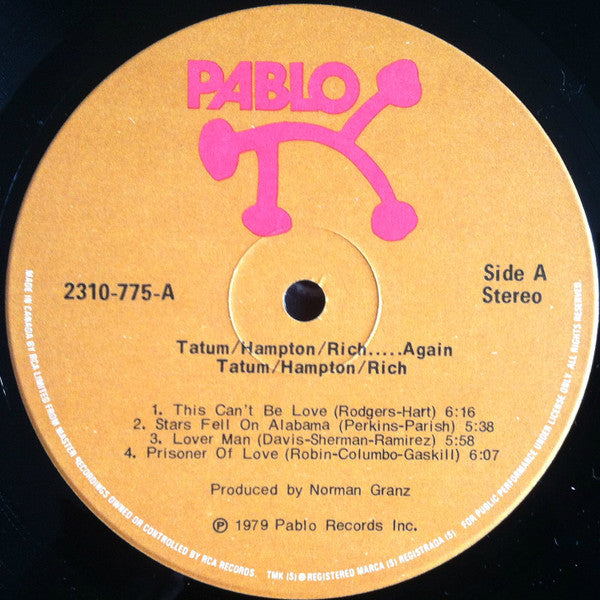 PABLO
2310-775-A
Side A
Stereo
Tatum/Hampton/Rich.....Again
Tatum/Hampton/Rich
1. This Can't Be Love (Rodgers-Hart) 6:16
2. Stars Fell On Alabama (Perkins-Parish) 5:38
3. Lover Man (Davis-Sherman-Ramirez) 5:58
4. Prisoner Of Love (Robin-Columbo-Gaskill) 6:07
Produced by Norman Granz
℗ 1979 Pablo Records Inc.
MADE IN CANADA BY RCA LIMITED FROM MASTER RECORDINGS OWNED OR CONTROLLED BY RCA RECORDS. TMK (S) ® REGISTERED MARCA (S) REGISTRADA (S) FOR PUBLIC PERFORMANCE UNDER LICENSE ONLY. ALL RIGHTS RESERVED.